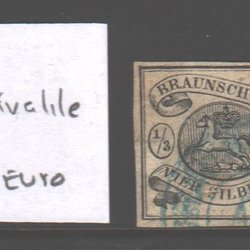 Euro
BRAUNSCH
1/3
VIER SILB